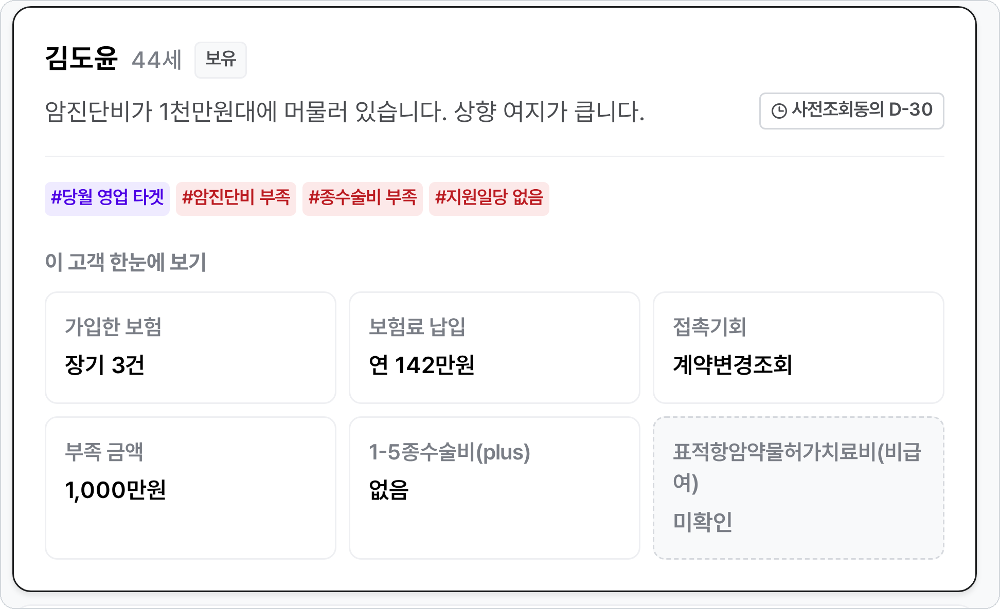 김도윤 44세 보유
암진단비가 1천만원대에 머물러 있습니다. 상향 여지가 큽니다.
사전조회동의 D-30
#당월 영업 타겟 #암진단비 부족 #종수술비 부족 #지원일당 없음
이 고객 한눈에 보기
가입한 보험
장기 3건
보험료 납입
연 142만원
접촉기회
계약변경조회
부족 금액
1,000만원
1-5종수술비(plus)
없음
표적항암약물허가치료비(비급
여)
미확인